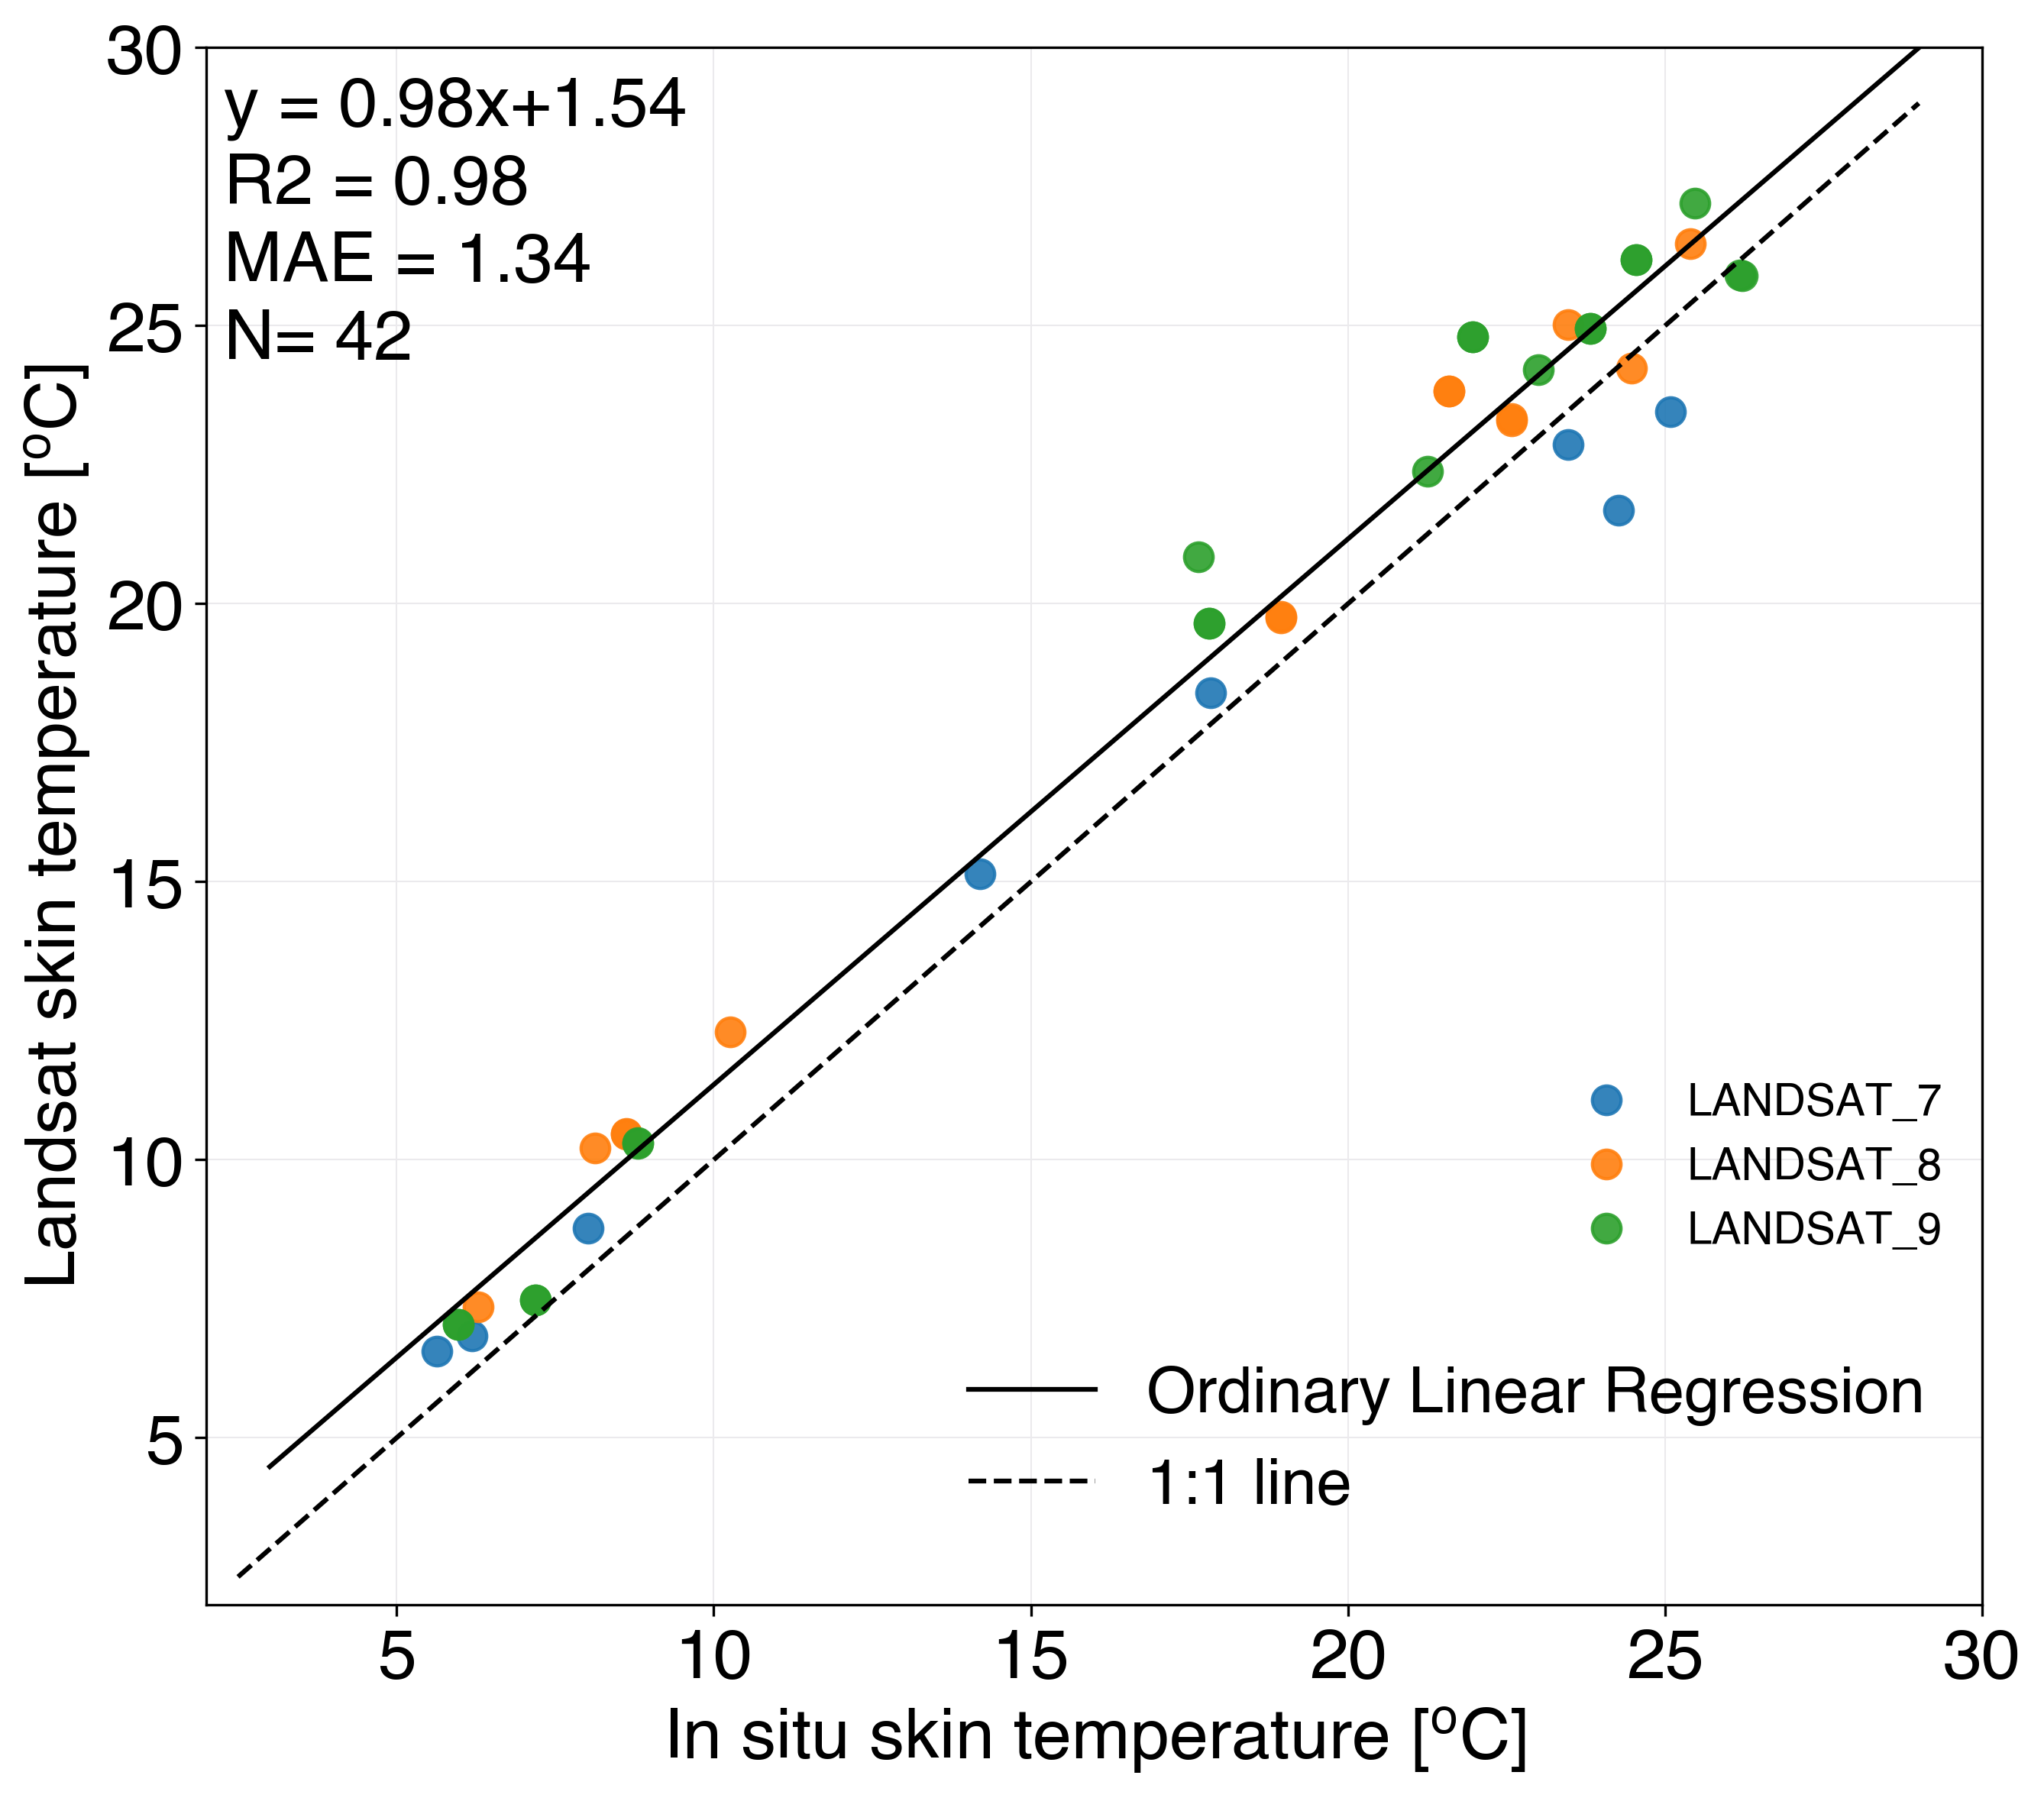 y = 0.98x+1.54
R2 = 0.98
MAE = 1.34
N= 42
30
25
20
15
10
5
Landsat skin temperature [°C]
LANDSAT_7
LANDSAT_8
LANDSAT_9
Ordinary Linear Regression
1:1 line
5 10 15 20 25 30
In situ skin temperature [°C]